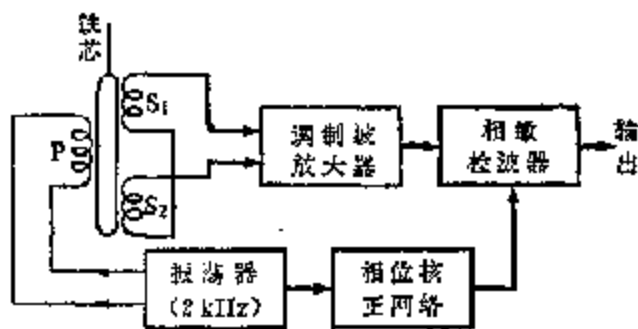 铁芯
S1
P
S2
调制波
放大器
相敏
检波器
输出
振荡器
(2 kHz)
相位校
正网络